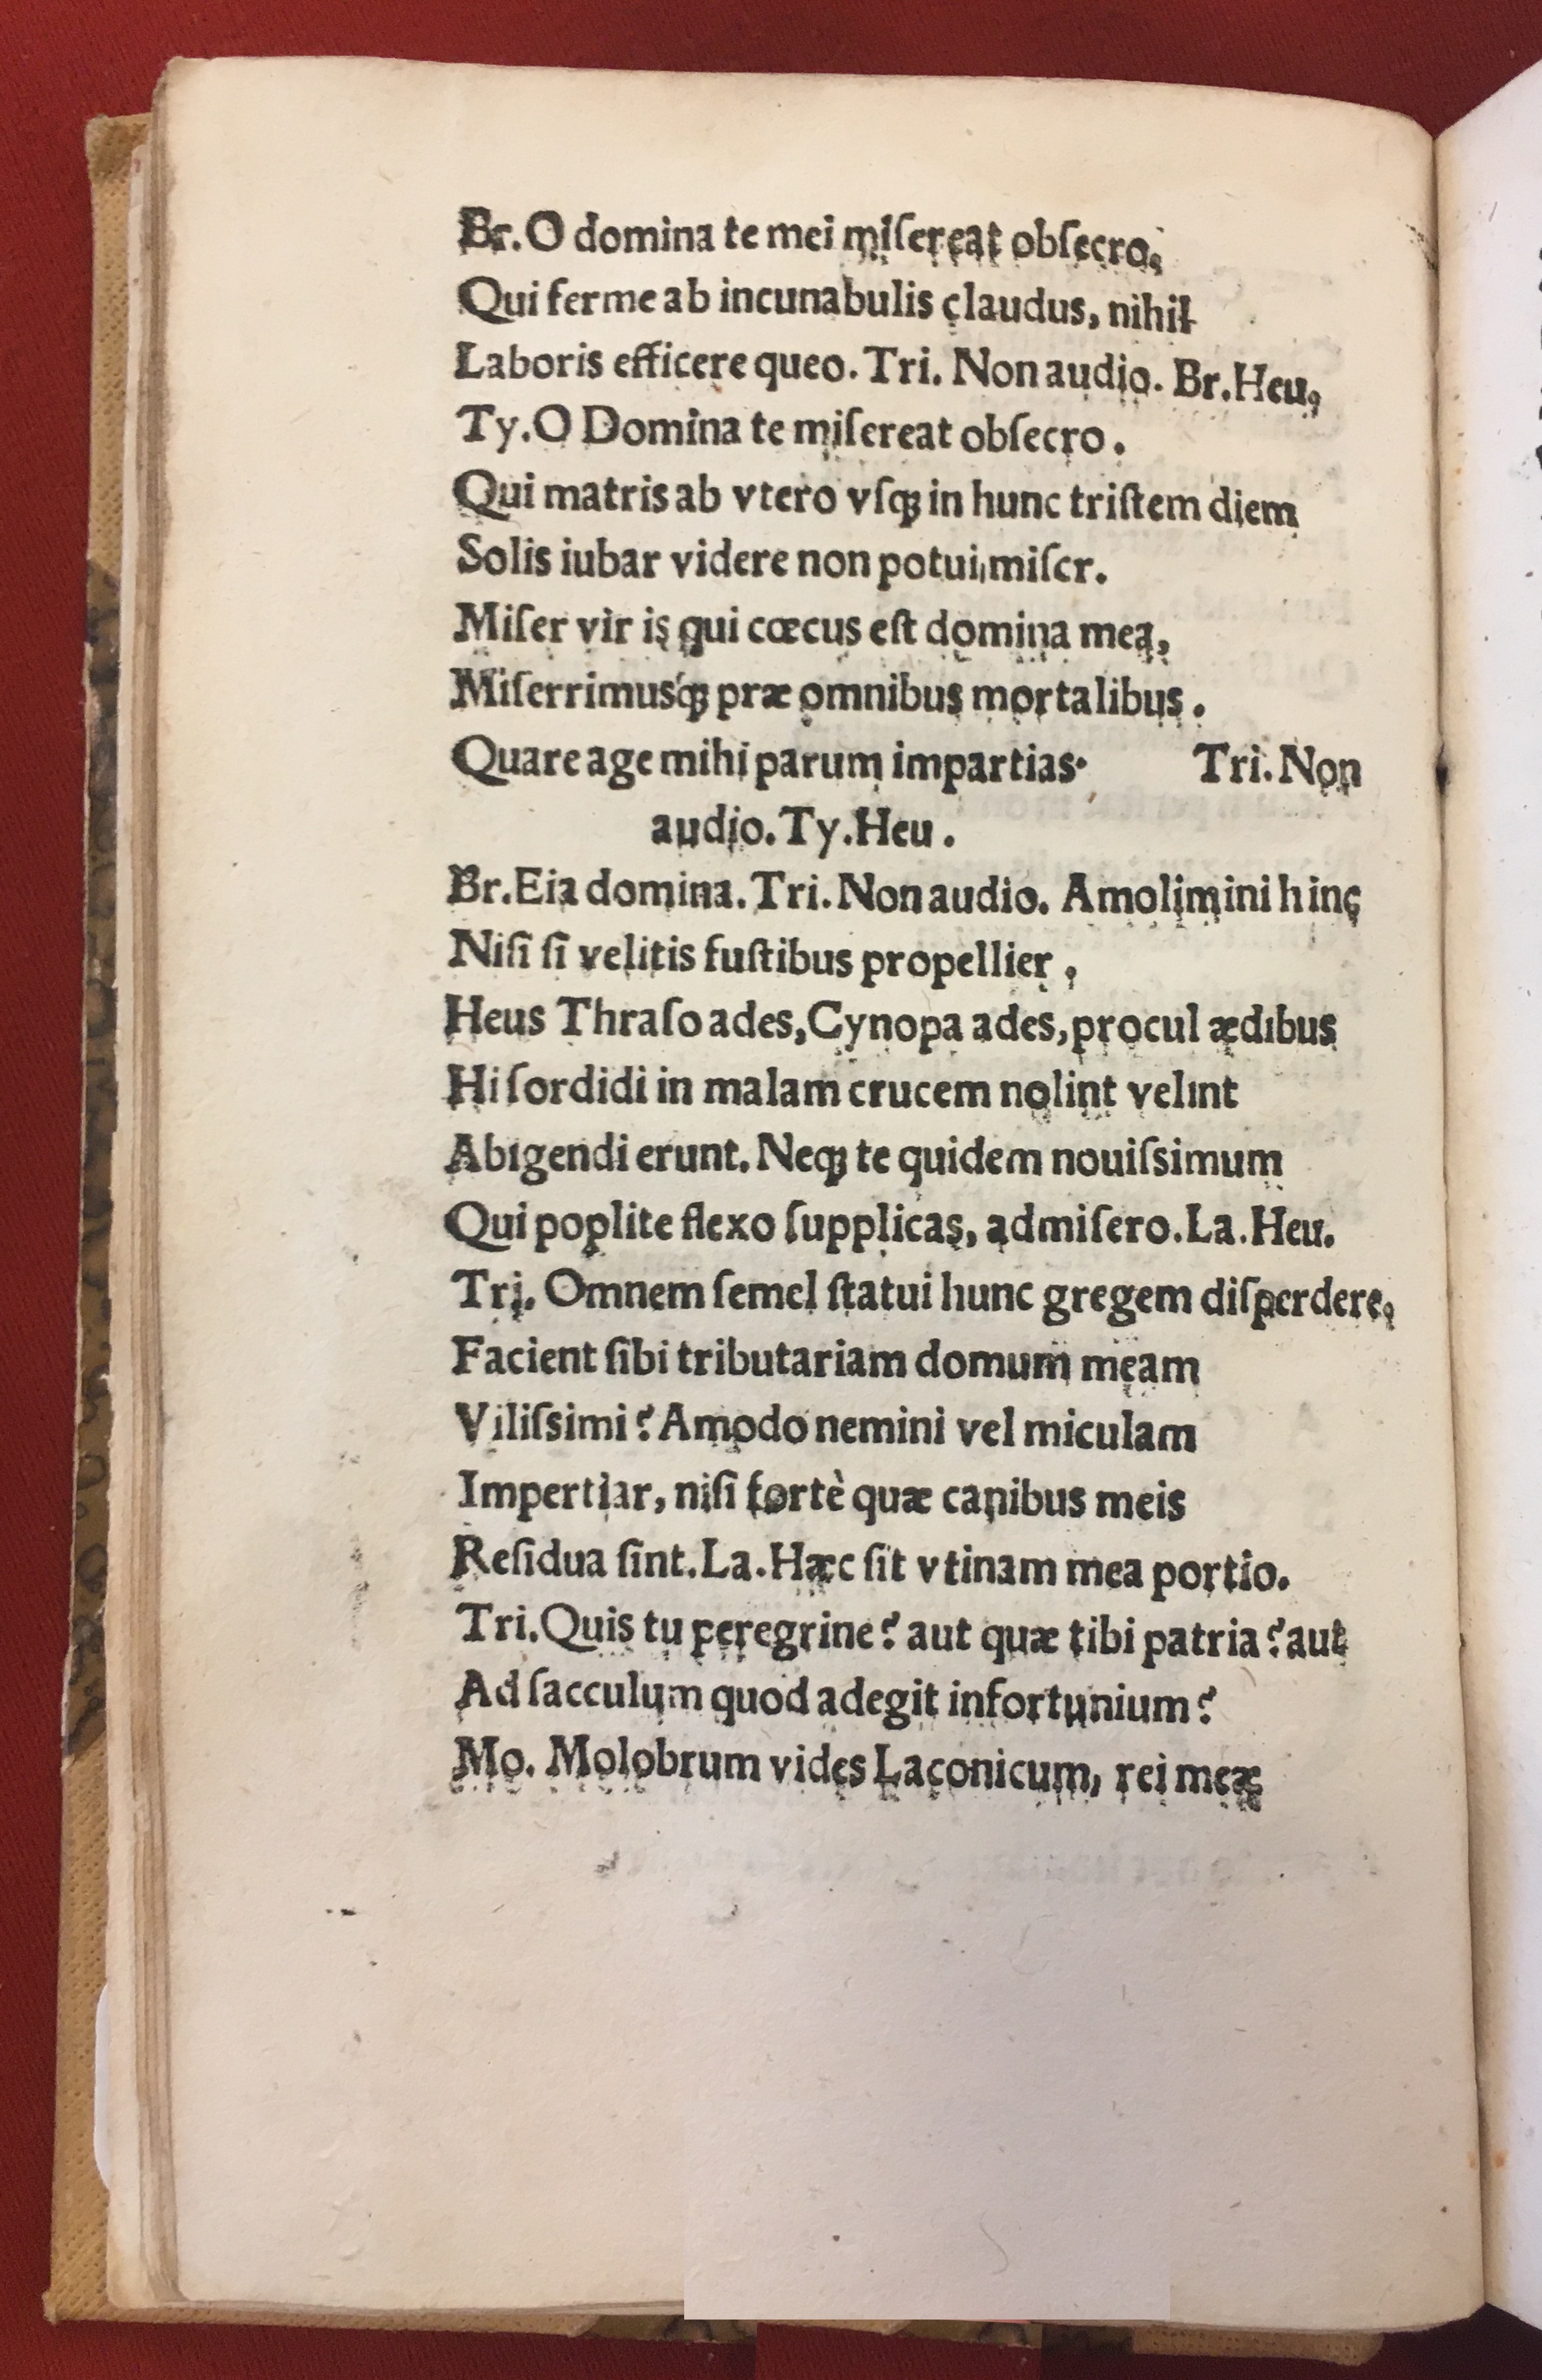 Br. O domina te mei miſereat obſecro,
Qui ferme ab incunabulis claudus, nihil
Laboris efficere queo. Tri. Non audio. Br. Heu,
Ty. O Domina te miſereat obſecro.
Qui matris ab vtero vſqꝫ in hunc triſtem diem
Solis iubar videre non potui, miſer.
Miſer vir is qui cœcus eſt domina mea,
Miſerrimusq́ꝫ præ omnibus mortalibus.
Quare age mihi parum impartias. Tri. Non
audio. Ty. Heu.
Br. Eia domina. Tri. Non audio. Amolimini hinc
Niſi ſi velitis fuſtibus propellier,
Heus Thraſo ades, Cynopa ades, procul ædibus
Hi ſordidi in malam crucem nolint velint
Abigendi erunt. Neqꝫ te quidem nouiſsimum
Qui poplite flexo ſupplicas, admiſero. La. Heu.
Tri. Omnem ſemel ſtatui hunc gregem diſperdere,
Facient ſibi tributariam domum meam
Viliſsimi? Amodo nemini vel miculam
Impertiar, niſi fortè quæ canibus meis
Reſidua ſint. La. Hæc ſit vtinam mea portio.
Tri. Quis tu peregrine? aut quæ tibi patria? aut
Ad ſacculum quod adegit infortunium?
Mo. Molobrum vides Laconicum, rei meæ